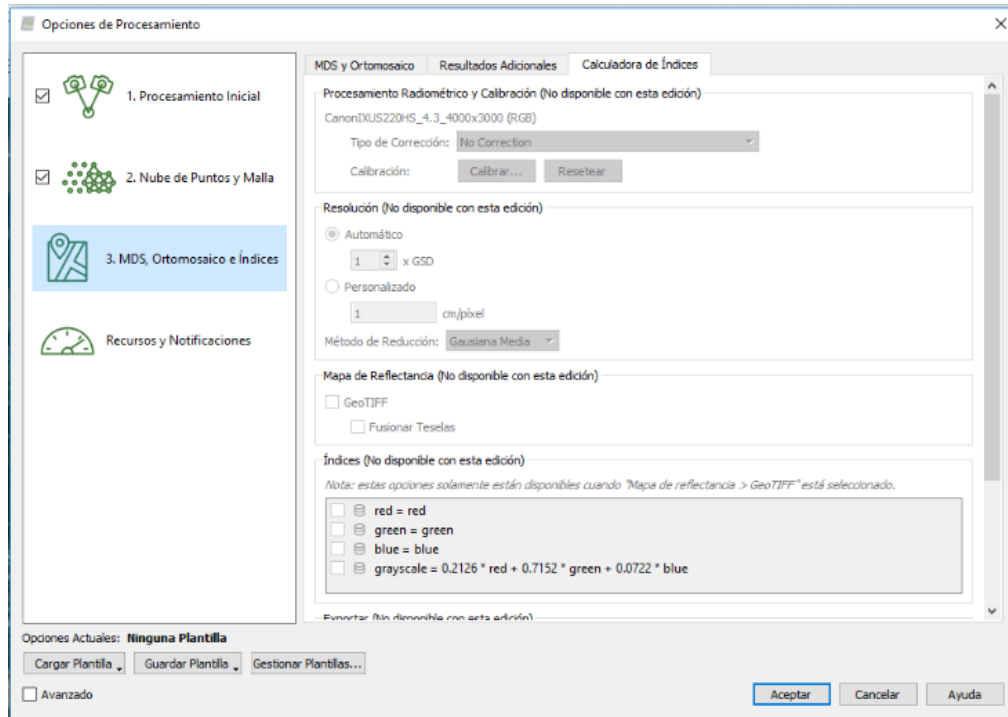 Opciones de Procesamiento
1. Procesamiento Inicial
2. Nube de Puntos y Malla
3. MDS, Ortomosaico e Índices
Recursos y Notificaciones
MDS y Ortomosaico Resultados Adicionales Calculadora de Índices
Procesamiento Radiométrico y Calibración (No disponible con esta edición)
CanonIXUS220HS_4.3_4000x3000 (RGB)
Tipo de Corrección: No Correction
Calibración: Calibrar... Resetear
Resolución (No disponible con esta edición)
Automático
1 x GSD
Personalizado
1 cm/píxel
Método de Reducción: Gausiana Media
Mapa de Reflectancia (No disponible con esta edición)
GeoTIFF
Fusionar Teselas
Índices (No disponible con esta edición)
Nota: estas opciones solamente están disponibles cuando "Mapa de reflectancia > GeoTIFF" está seleccionado.
red = red
green = green
blue = blue
grayscale = 0.2126 * red + 0.7152 * green + 0.0722 * blue
Exportar (No disponible con esta edición)
Opciones Actuales: Ninguna Plantilla
Cargar Plantilla Guardar Plantilla Gestionar Plantillas...
Avanzado Aceptar Cancelar Ayuda